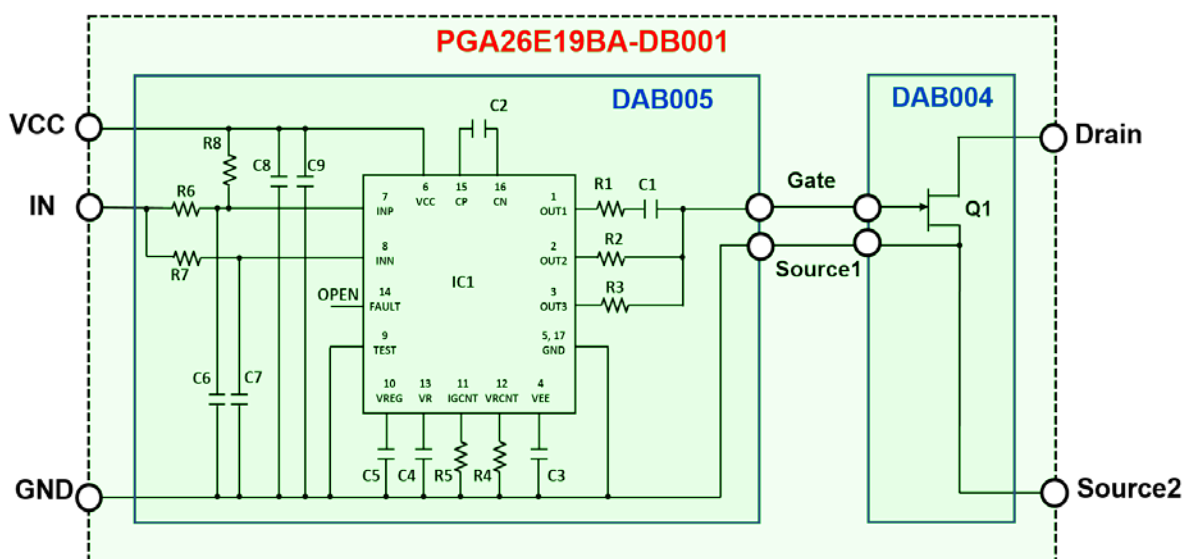 PGA26E19BA-DB001
DAB005
DAB004
VCC
IN
GND
Drain
Source2
Gate
Source1
Q1
R8
C8
C9
C2
R6
R7
C6
C7
OPEN
6
VCC
15
CP
16
CN
7
INP
8
INN
14
FAULT
9
TEST
IC1
1
OUT1
2
OUT2
3
OUT3
5, 17
GND
10
VREG
13
VR
11
IGCNT
12
VRCNT
4
VEE
R1
C1
R2
R3
C5
C4
R5
R4
C3